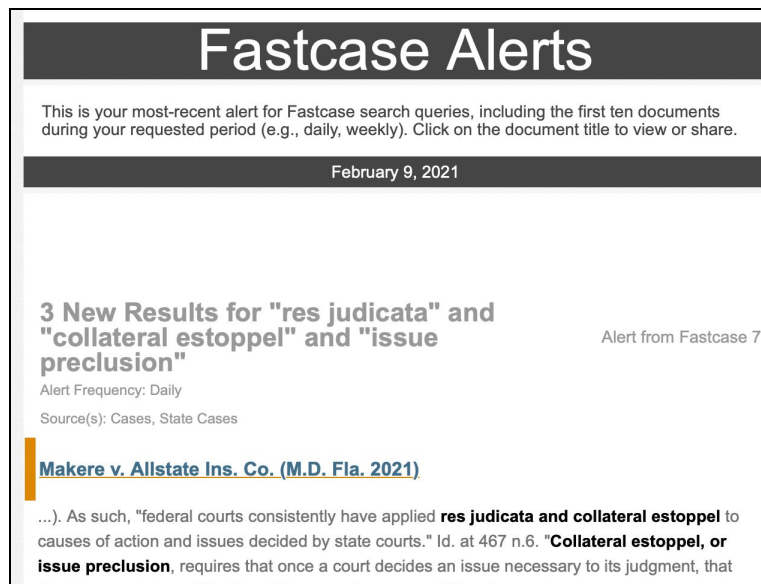 Fastcase Alerts
This is your most-recent alert for Fastcase search queries, including the first ten documents
during your requested period (e.g., daily, weekly). Click on the document title to view or share.
February 9, 2021
3 New Results for "res judicata" and
"collateral estoppel" and "issue
preclusion"
Alert from Fastcase 7
Alert Frequency: Daily
Source(s): Cases, State Cases
Makere v. Allstate Ins. Co. (M.D. Fla. 2021)
...). As such, "federal courts consistently have applied res judicata and collateral estoppel to
causes of action and issues decided by state courts." Id. at 467 n.6. "Collateral estoppel, or
issue preclusion, requires that once a court decides an issue necessary to its judgment, that